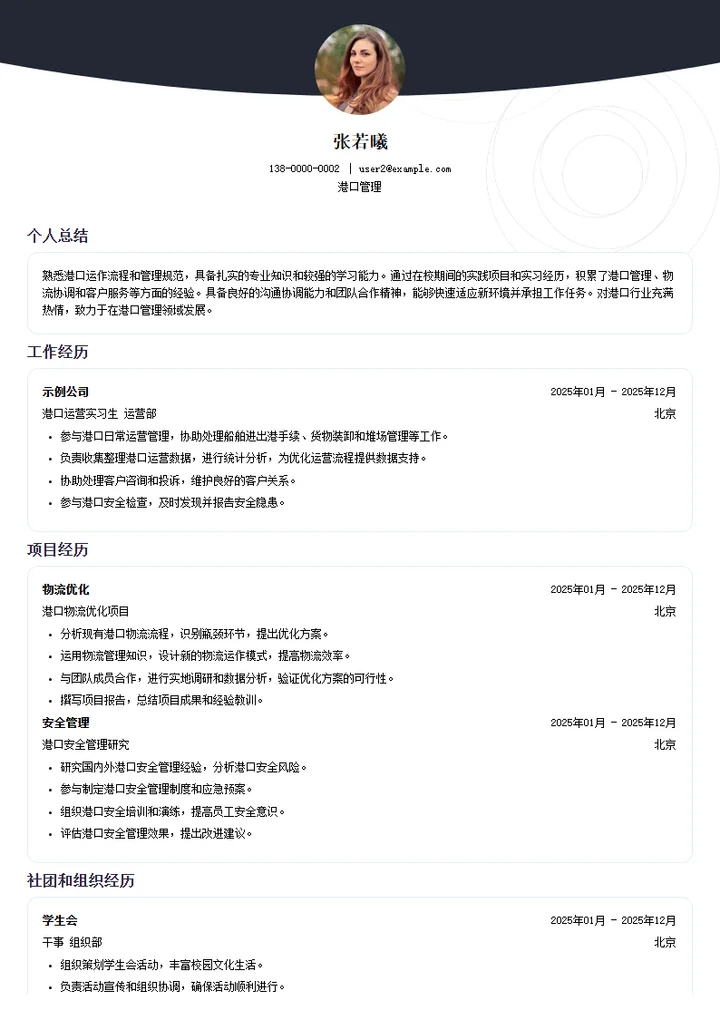 张若曦
138-0000-0002 | user2@example.com
港口管理
个人总结
熟悉港口运作流程和管理规范，具备扎实的专业知识和较强的学习能力。通过在校期间的实践项目和实习经历，积累了港口管理、物
流协调和客户服务等方面的经验。具备良好的沟通协调能力和团队合作精神，能够快速适应新环境并承担工作任务。对港口行业充满
热情，致力于在港口管理领域发展。
工作经历
示例公司 2025年01月 - 2025年12月
港口运营实习生 运营部 北京
• 参与港口日常运营管理，协助处理船舶进出港手续、货物装卸和堆场管理等工作。
• 负责收集整理港口运营数据，进行统计分析，为优化运营流程提供数据支持。
• 协助处理客户咨询和投诉，维护良好的客户关系。
• 参与港口安全检查，及时发现并报告安全隐患。
项目经历
物流优化 2025年01月 - 2025年12月
港口物流优化项目 北京
• 分析现有港口物流流程，识别瓶颈环节，提出优化方案。
• 运用物流管理知识，设计新的物流运作模式，提高物流效率。
• 与团队成员合作，进行实地调研和数据分析，验证优化方案的可行性。
• 撰写项目报告，总结项目成果和经验教训。
安全管理 2025年01月 - 2025年12月
港口安全管理研究 北京
• 研究国内外港口安全管理经验，分析港口安全风险。
• 参与制定港口安全管理制度和应急预案。
• 组织港口安全培训和演练，提高员工安全意识。
• 评估港口安全管理效果，提出改进建议。
社团和组织经历
学生会 2025年01月 - 2025年12月
干事 组织部 北京
• 组织策划学生会活动，丰富校园文化生活。
• 负责活动宣传和组织协调，确保活动顺利进行。